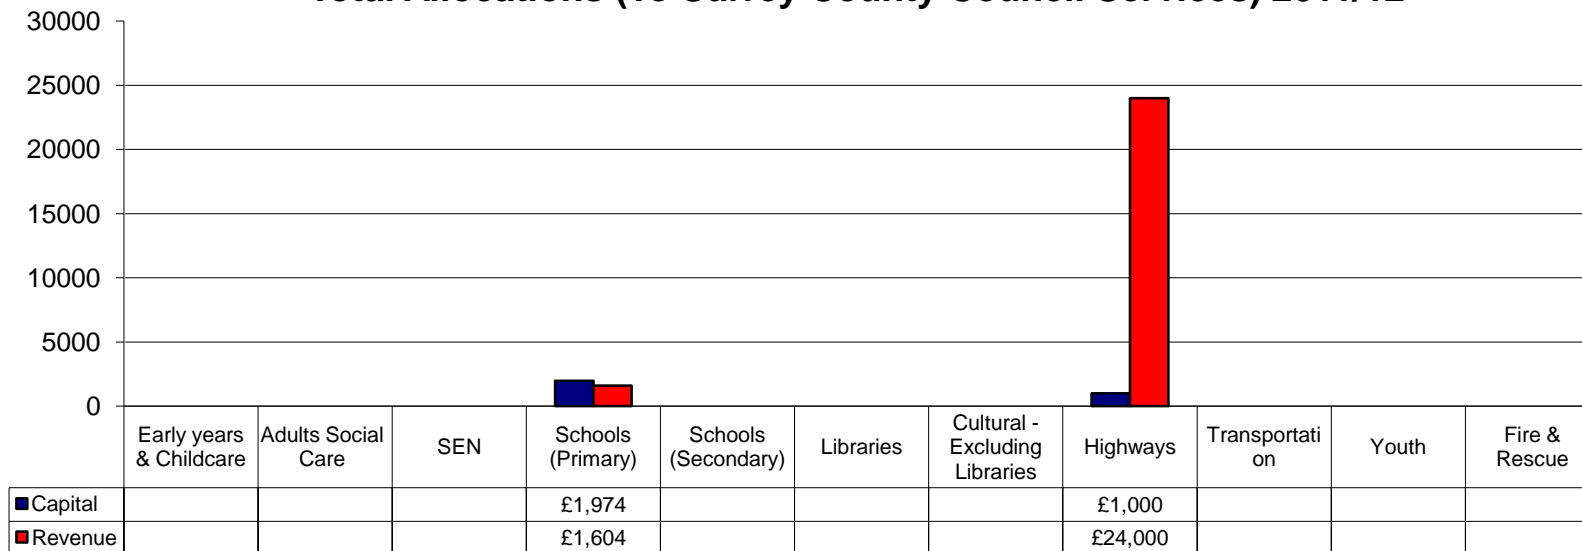 30000
25000
20000
15000
10000
5000
0
Early years
& Childcare
Adults Social
Care
SEN
Schools
(Primary)
Schools
(Secondary)
Libraries
Cultural -
Excluding
Libraries
Highways
Transportati
on
Youth
Fire &
Rescue
Capital £1,974 £1,000
Revenue £1,604 £24,000